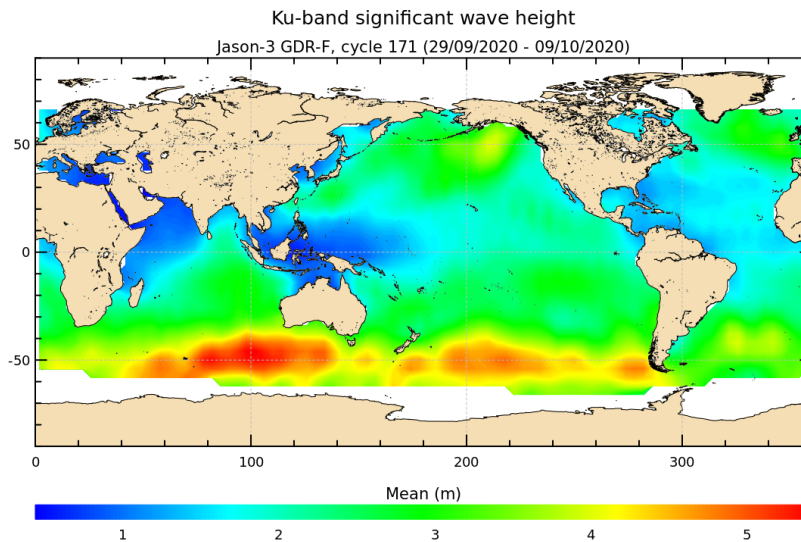 Ku-band significant wave height
Jason-3 GDR-F, cycle 171 (29/09/2020 - 09/10/2020)
50
0
-50
0 100 200 300
Mean (m)
1 2 3 4 5